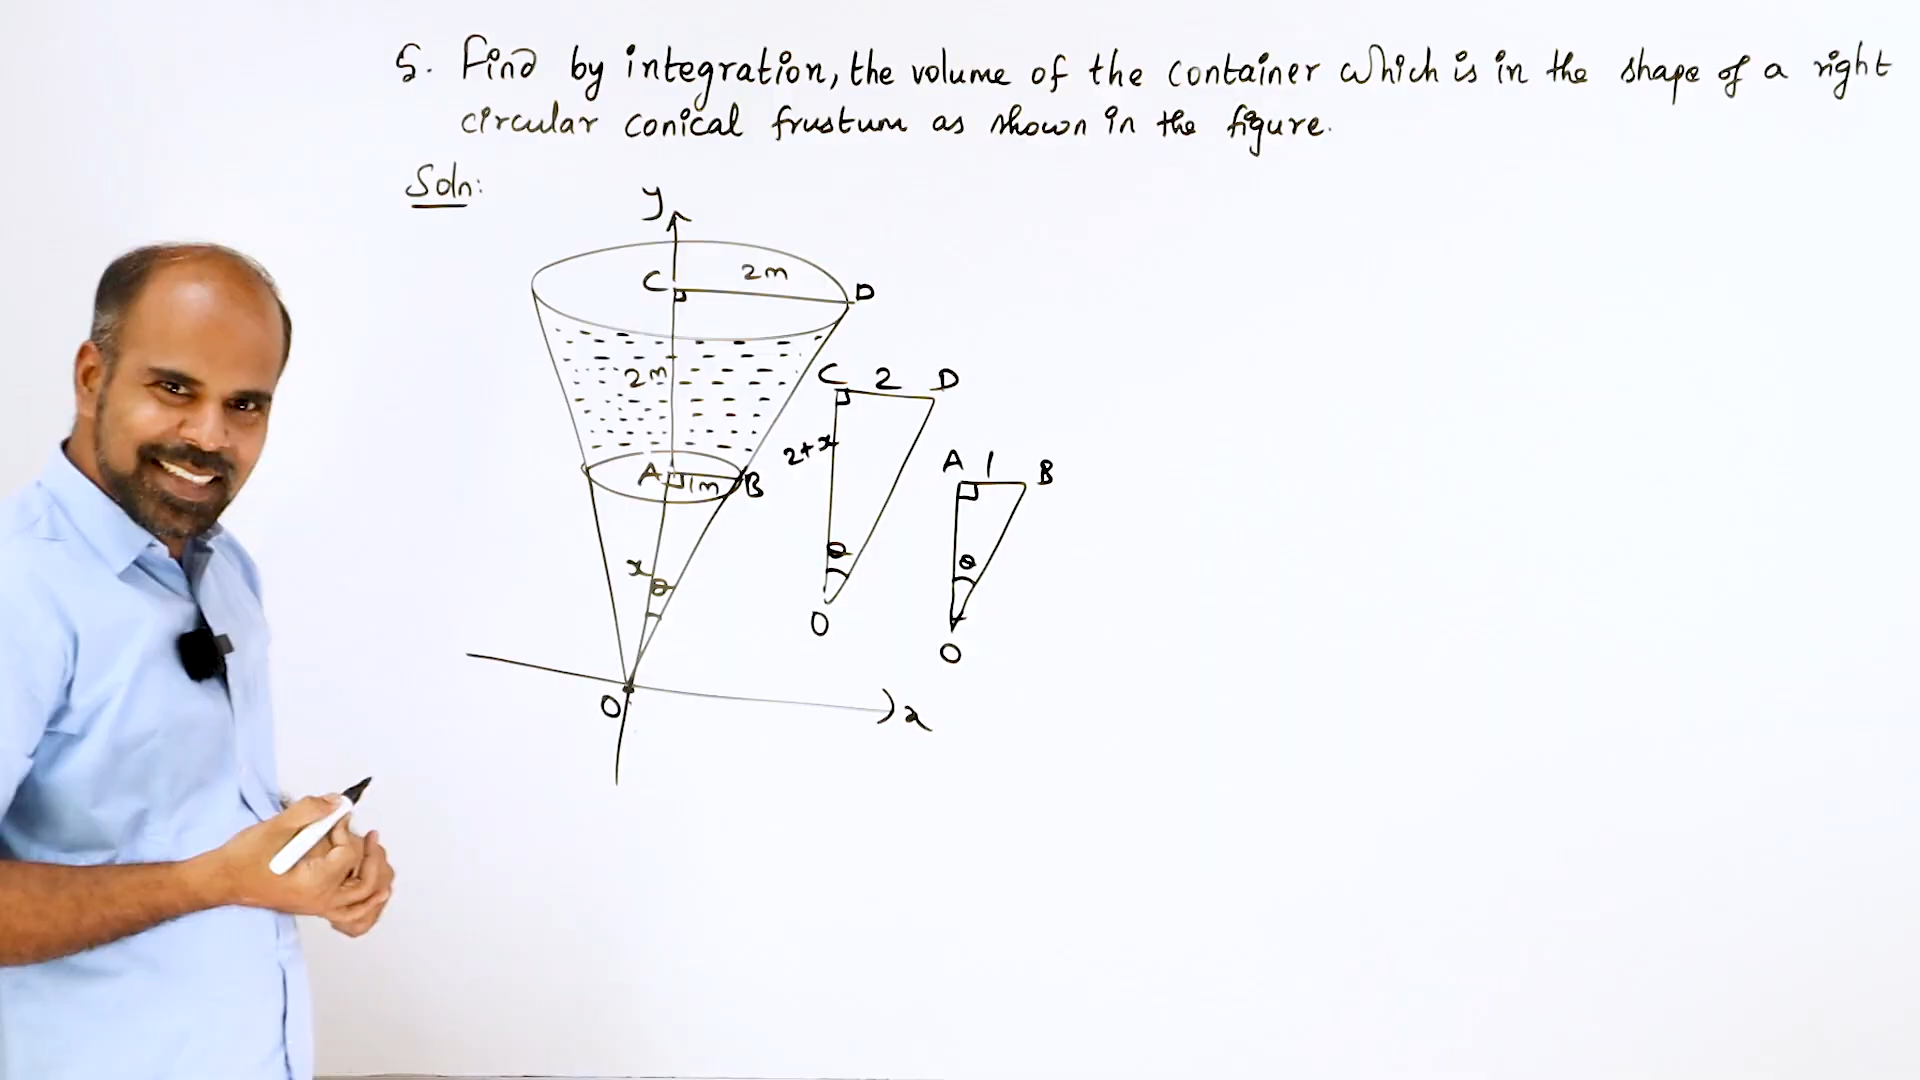 5. Find by integration, the volume of the container which is in the shape of a right
circular conical frustum as shown in the figure.
Soln:
y
C 2m D
2m
C 2 D
2+x
A 1m B
A 1 B
x θ
θ
θ
O
O
O x